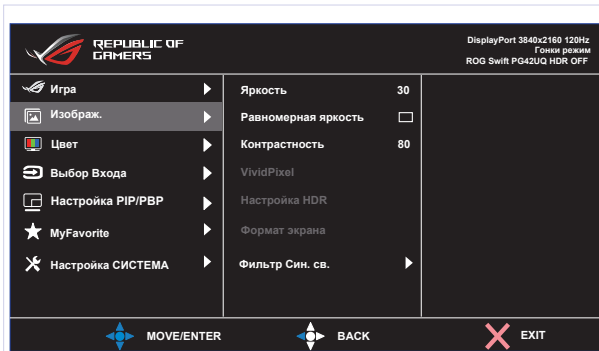 REPUBLIC OF
GAMERS
DisplayPort 3840x2160 120Hz
Гонки режим
ROG Swift PG42UQ HDR OFF
Игра
Изображ.
Цвет
Выбор Входа
Настройка PIP/PBP
MyFavorite
Настройка СИСТЕМА
Яркость 30
Равномерная яркость
Контрастность 80
VividPixel
Настройка HDR
Формат экрана
Фильтр Син. св.
MOVE/ENTER
BACK
EXIT